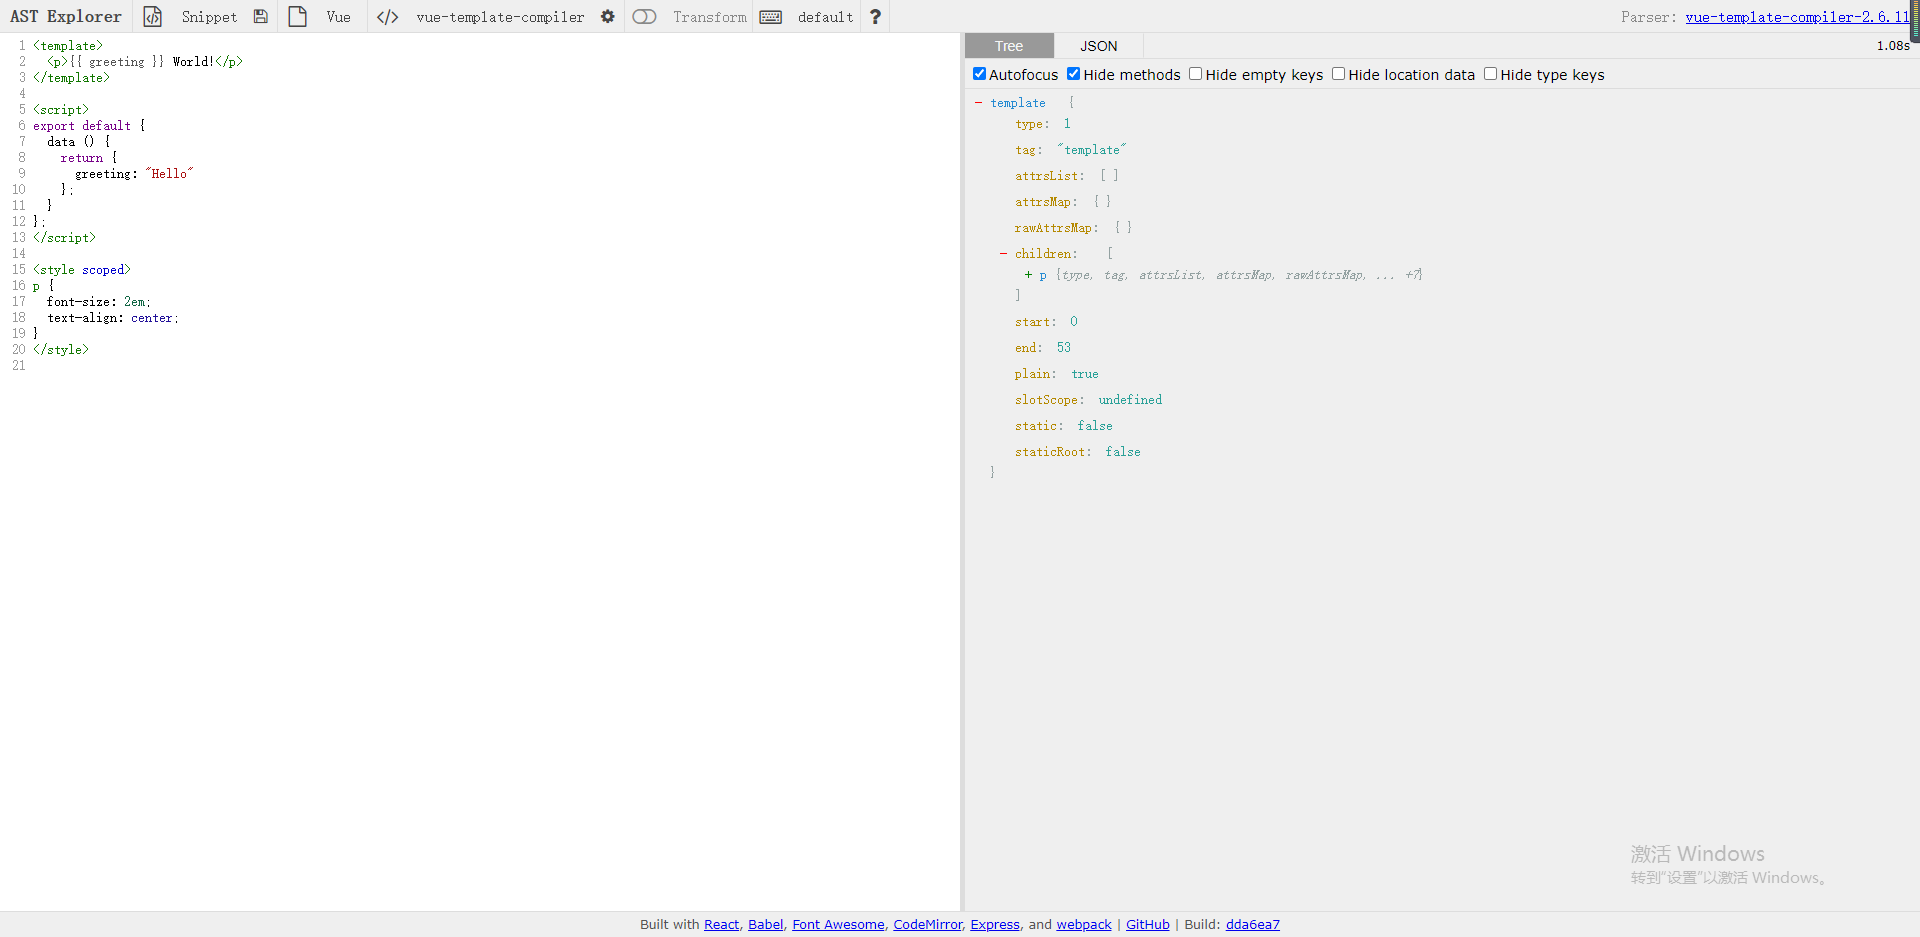 AST Explorer Snippet Vue vue-template-compiler Transform default ? Parser: vue-template-compiler-2.6.11
Tree JSON 1.08s
Autofocus Hide methods Hide empty keys Hide location data Hide type keys
1 <template>
2 <p>{{ greeting }} World!</p>
3 </template>
4
5 <script>
6 export default {
7 data () {
8 return {
9 greeting: "Hello"
10 };
11 }
12 };
13 </script>
14
15 <style scoped>
16 p {
17 font-size: 2em;
18 text-align: center;
19 }
20 </style>
21
- template {
type: 1
tag: "template"
attrsList: [ ]
attrsMap: { }
rawAttrsMap: { }
- children: [
+ p {type, tag, attrsList, attrsMap, rawAttrsMap, ... +7}
]
start: 0
end: 53
plain: true
slotScope: undefined
static: false
staticRoot: false
}
激活 Windows
转到“设置”以激活 Windows。
Built with React, Babel, Font Awesome, CodeMirror, Express, and webpack | GitHub | Build: dda6ea7